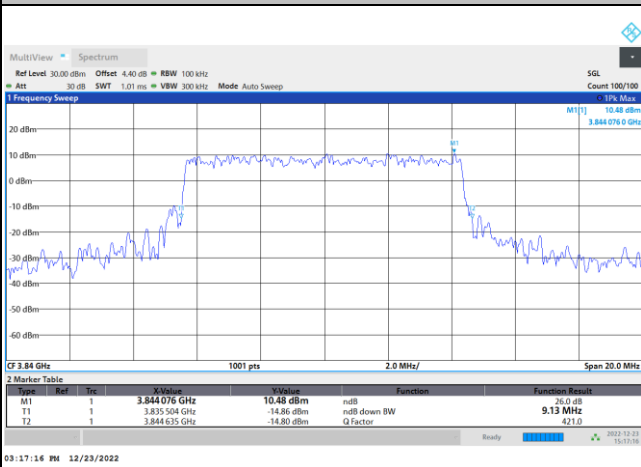 MultiView Spectrum
Ref Level 30.00 dBm Offset 4.40 dB RBW 100 kHz SGL
Att 30 dB SWT 1.01 ms VBW 300 kHz Mode Auto Sweep Count 100/100
1 Frequency Sweep 1Pk Max
M1[1] 10.48 dBm
3.844 076 0 GHz
M1
20 dBm
10 dBm
0 dBm
-10 dBm
-20 dBm
-30 dBm
-40 dBm
-50 dBm
-60 dBm
CF 3.84 GHz 1001 pts 2.0 MHz/ Span 20.0 MHz
2 Marker Table
Type Ref Trc X-Value Y-Value Function Function Result
M1 1 3.844 076 GHz 10.48 dBm ndB 26.0 dB
T1 1 3.835 504 GHz -14.86 dBm ndB down BW 9.13 MHz
T2 1 3.844 635 GHz -14.80 dBm Q Factor 421.0
Ready 2022-12-23
15:17:16
03:17:16 PM 12/23/2022